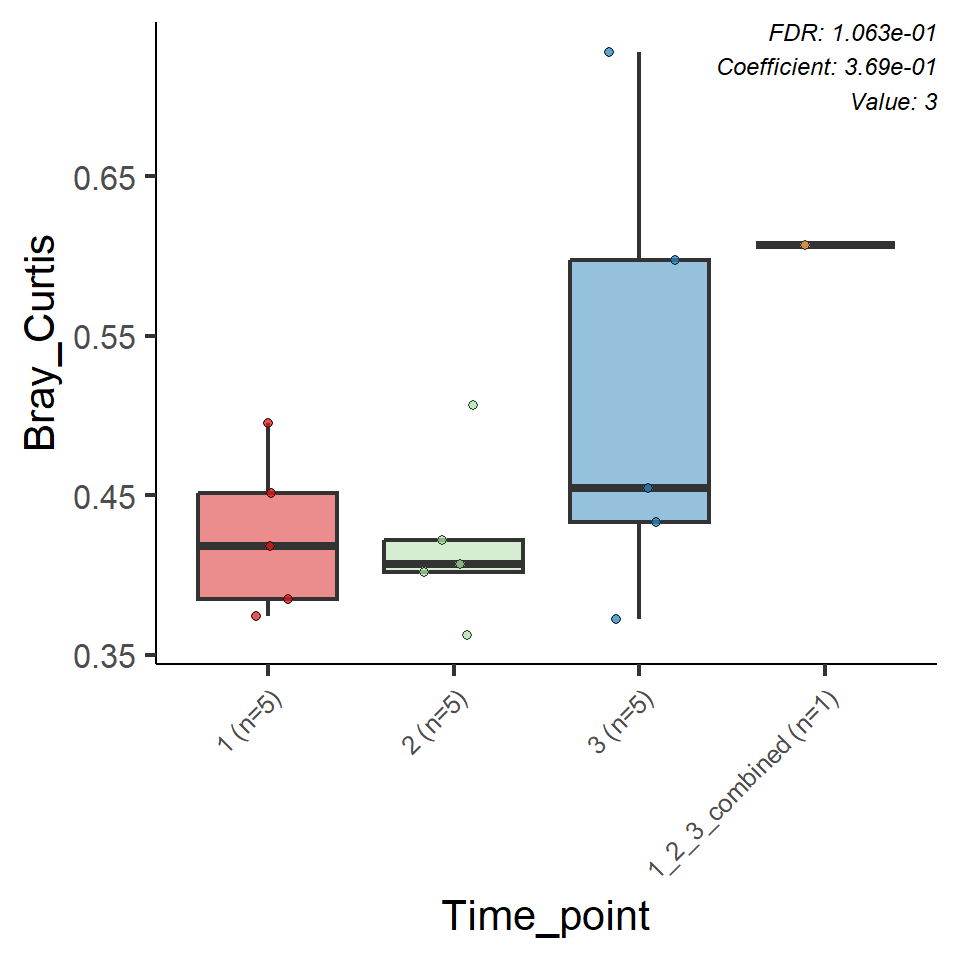 FDR: 1.063e-01
Coefficient: 3.69e-01
Value: 3
Bray_Curtis
0.65
0.55
0.45
0.35
1 (n=5)
2 (n=5)
3 (n=5)
1_2_3_combined (n=1)
Time_point